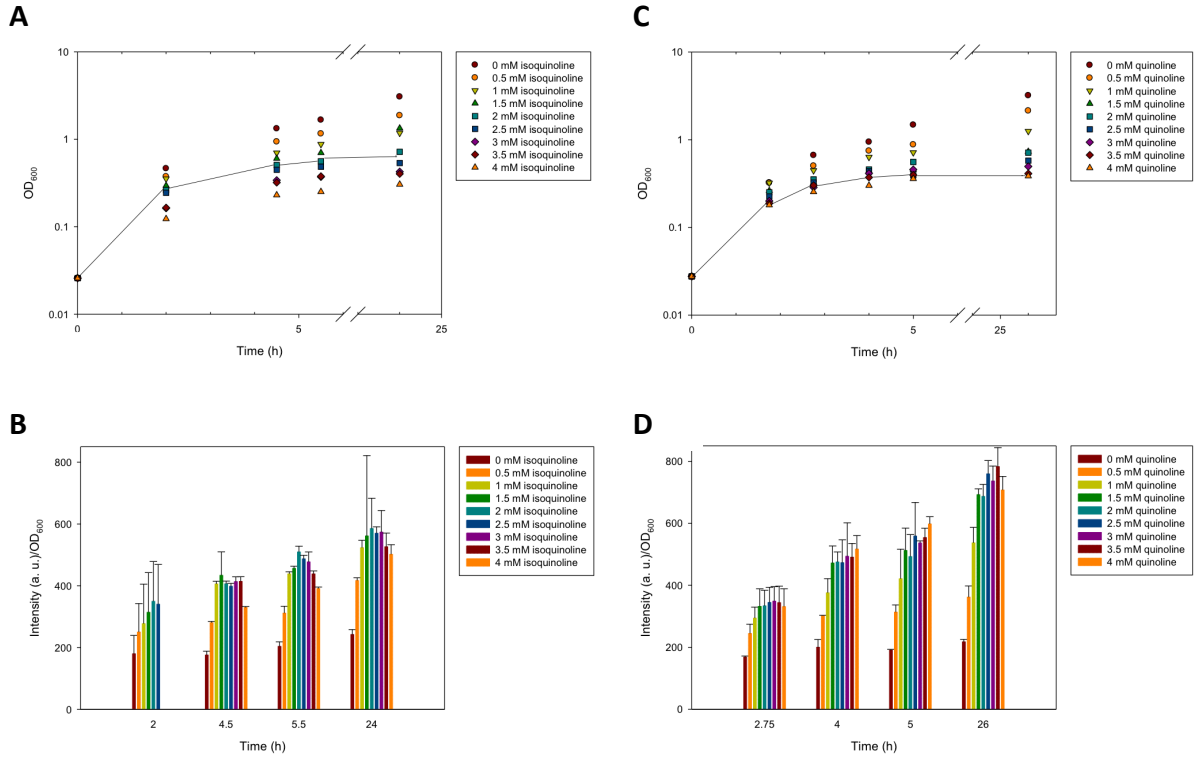 A
10
1
0.1
0.01
OD600
0
5
25
Time (h)
0 mM isoquinoline
0.5 mM isoquinoline
1 mM isoquinoline
1.5 mM isoquinoline
2 mM isoquinoline
2.5 mM isoquinoline
3 mM isoquinoline
3.5 mM isoquinoline
4 mM isoquinoline
C
10
1
0.1
0.01
OD600
0
5
25
Time (h)
0 mM quinoline
0.5 mM quinoline
1 mM quinoline
1.5 mM quinoline
2 mM quinoline
2.5 mM quinoline
3 mM quinoline
3.5 mM quinoline
4 mM quinoline
B
800
600
400
200
0
Intensity (a. u.)/OD600
2
4.5
5.5
24
Time (h)
0 mM isoquinoline
0.5 mM isoquinoline
1 mM isoquinoline
1.5 mM isoquinoline
2 mM isoquinoline
2.5 mM isoquinoline
3 mM isoquinoline
3.5 mM isoquinoline
4 mM isoquinoline
D
800
600
400
200
0
Intensity (a. u.)/OD600
2.75
4
5
26
Time (h)
0 mM quinoline
0.5 mM quinoline
1 mM quinoline
1.5 mM quinoline
2 mM quinoline
2.5 mM quinoline
3 mM quinoline
3.5 mM quinoline
4 mM quinoline